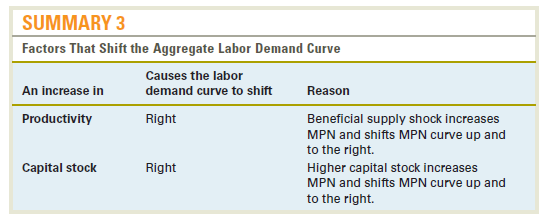 SUMMARY 3
Factors That Shift the Aggregate Labor Demand Curve
Causes the labor
An increase in demand curve to shift Reason
Productivity Right Beneficial supply shock increases
MPN and shifts MPN curve up and
to the right.
Capital stock Right Higher capital stock increases
MPN and shifts MPN curve up and
to the right.